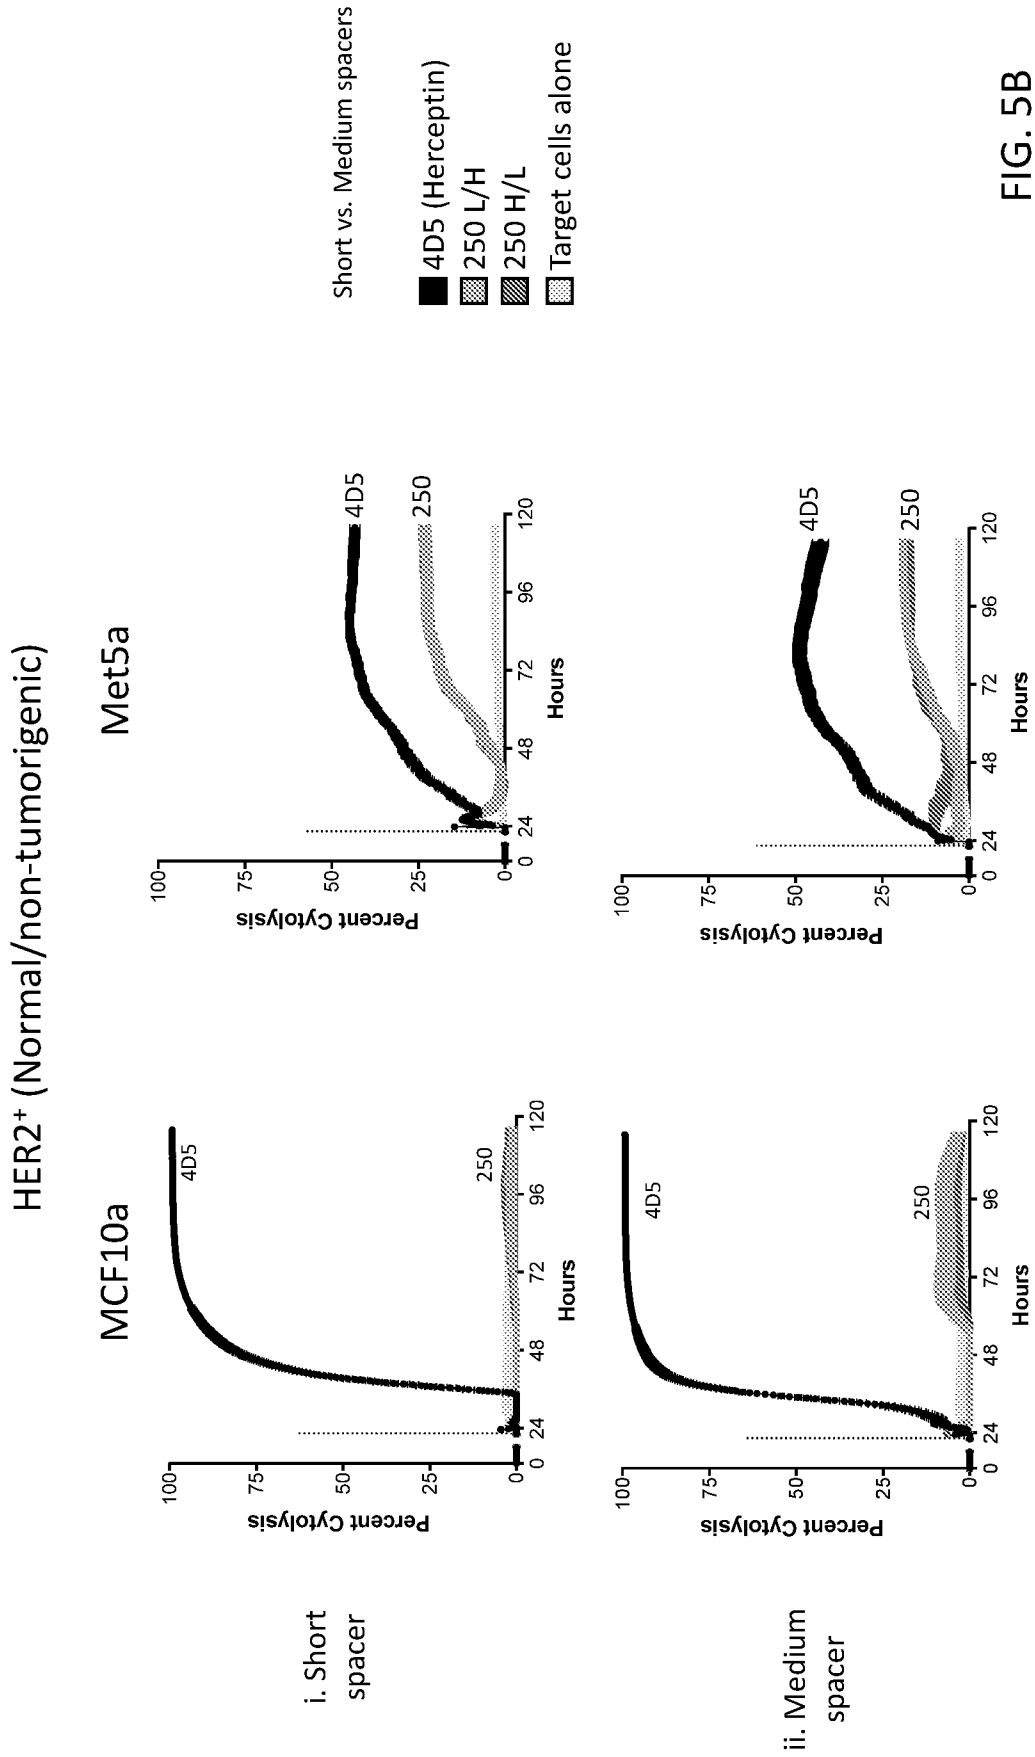 HER2⁺ (Normal/non-tumorigenic)
MCF10a
Met5a
Short vs. Medium spacers
4D5 (Herceptin)
250 L/H
250 H/L
Target cells alone
i. Short
spacer
Percent Cytolysis
100
75
50
25
0
0
24
48
72
96
120
Hours
4D5
250
Percent Cytolysis
100
75
50
25
0
0
24
48
72
96
120
Hours
4D5
250
ii. Medium
spacer
Percent Cytolysis
100
75
50
25
0
0
24
48
72
96
120
Hours
4D5
250
Percent Cytolysis
100
75
50
25
0
0
24
48
72
96
120
Hours
4D5
250
FIG. 5B